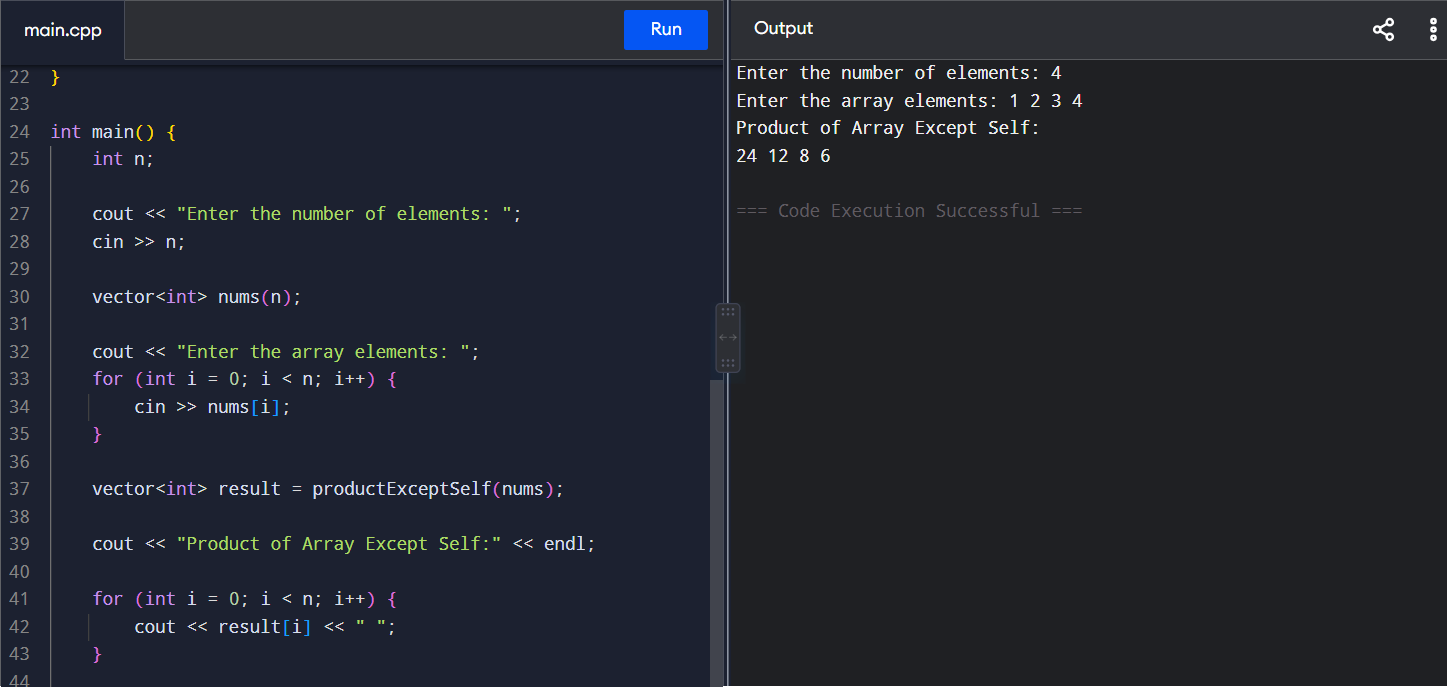 main.cpp
Run
22 }
23
24 int main() {
25     int n;
26
27     cout << "Enter the number of elements: ";
28     cin >> n;
29
30     vector<int> nums(n);
31
32     cout << "Enter the array elements: ";
33     for (int i = 0; i < n; i++) {
34         cin >> nums[i];
35     }
36
37     vector<int> result = productExceptSelf(nums);
38
39     cout << "Product of Array Except Self:" << endl;
40
41     for (int i = 0; i < n; i++) {
42         cout << result[i] << " ";
43     }
44
Output
Enter the number of elements: 4
Enter the array elements: 1 2 3 4
Product of Array Except Self:
24 12 8 6
=== Code Execution Successful ===